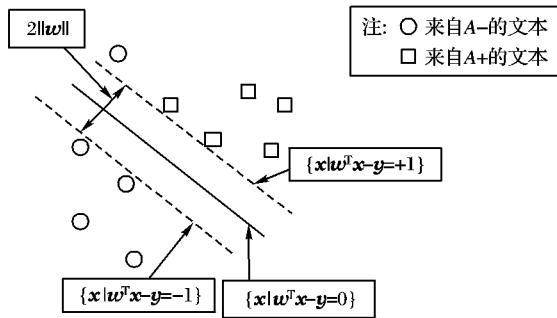 2||w||
注: ○ 来自A−的文本
□ 来自A+的文本
{x|wᵀx−y=+1}
{x|wᵀx−y=−1}
{x|wᵀx−y=0}